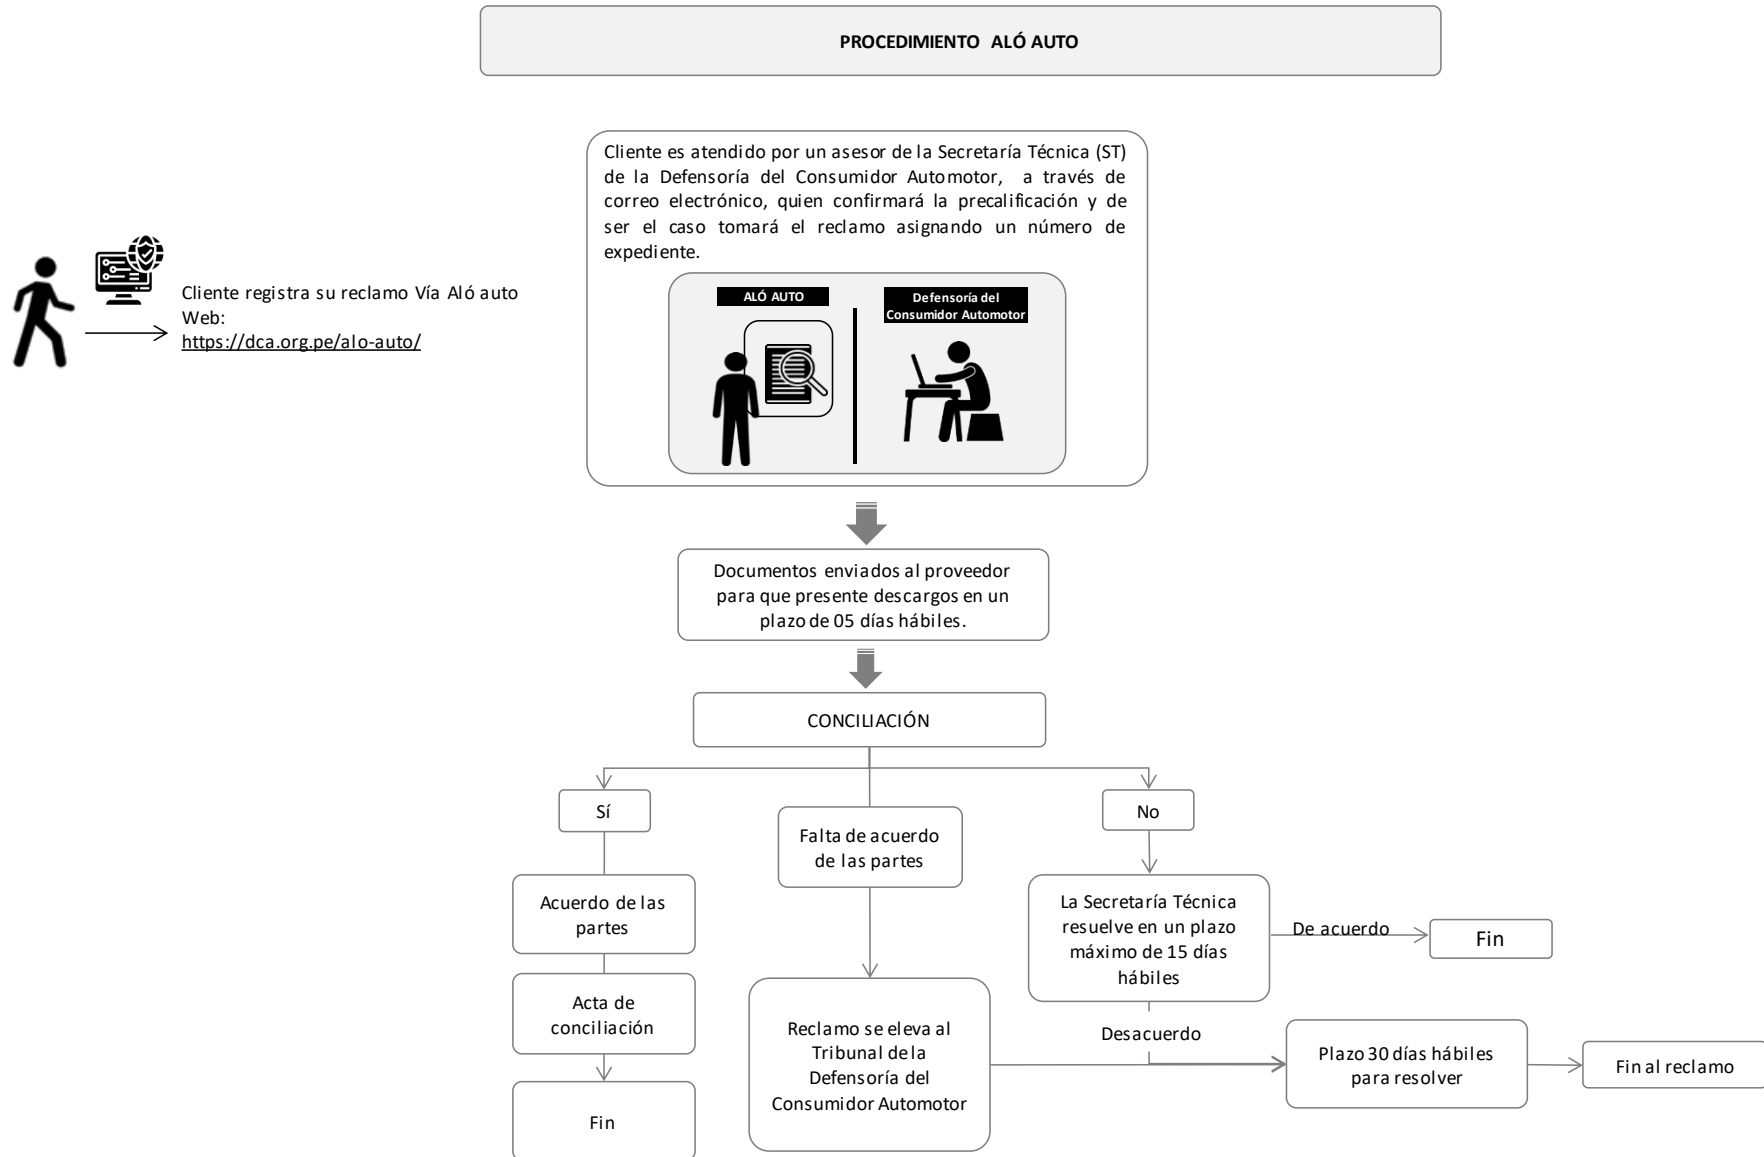 PROCEDIMIENTO ALÓ AUTO
Cliente es atendido por un asesor de la Secretaría Técnica (ST)
de la Defensoría del Consumidor Automotor, a través de
correo electrónico, quien confirmará la precalificación y de
ser el caso tomará el reclamo asignando un número de
expediente.
Cliente registra su reclamo Vía Aló auto
Web:
https://dca.org.pe/alo-auto/
ALÓ AUTO
Defensoría del
Consumidor Automotor
Documentos enviados al proveedor
para que presente descargos en un
plazo de 05 días hábiles.
CONCILIACIÓN
Sí
Falta de acuerdo
de las partes
No
Acuerdo de las
partes
La Secretaría Técnica
resuelve en un plazo
máximo de 15 días
hábiles
De acuerdo
Fin
Acta de
conciliación
Reclamo se eleva al
Tribunal de la
Defensoría del
Consumidor Automotor
Desacuerdo
Plazo 30 días hábiles
para resolver
Fin al reclamo
Fin